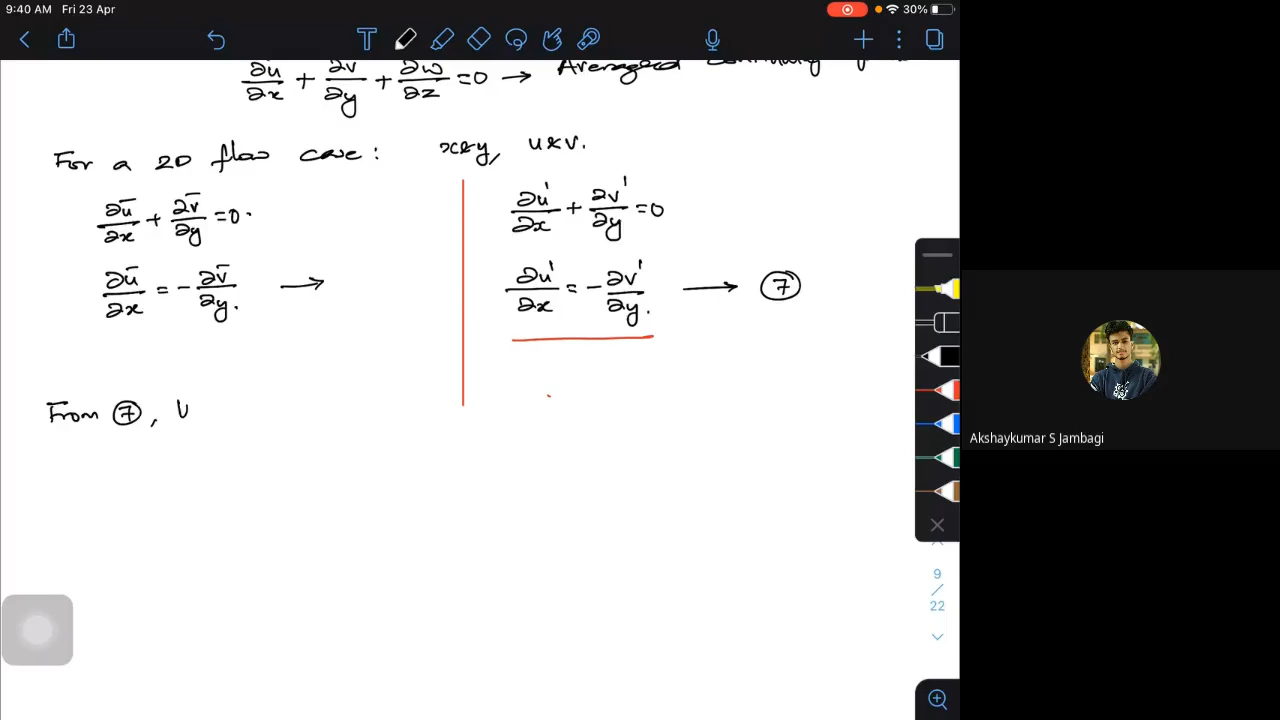 9:40 AM Fri 23 Apr 30%
∂u/∂x + ∂v/∂y + ∂w/∂z = 0 → Averaged
For a 2D flow case: x&y, u&v.
∂ū/∂x + ∂v̄/∂y = 0. ∂u'/∂x + ∂v'/∂y = 0
∂ū/∂x = -∂v̄/∂y. → ∂u'/∂x = -∂v'/∂y. → ⑦
From ⑦, V
Akshaykumar S Jambagi
9
/
22